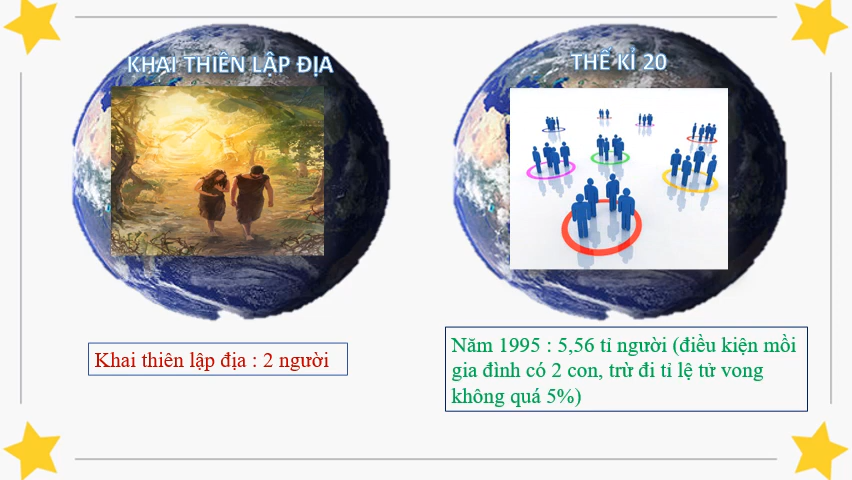 KHAI THIÊN LẬP ĐỊA
THẾ KỈ 20
Khai thiên lập địa : 2 người
Năm 1995 : 5,56 tỉ người (điều kiện mồi
gia đình có 2 con, trừ đi tỉ lệ tử vong
không quá 5%)